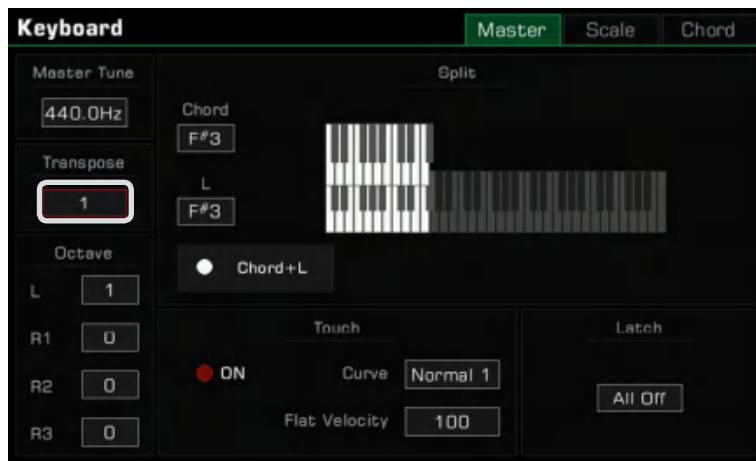 Keyboard
Master
Scale
Chord
Master Tune
440.0Hz
Transpose
1
Octave
L
1
R1
0
R2
0
R3
0
Split
Chord
F#3
L
F#3
Chord+L
Touch
ON
Curve
Normal 1
Flat Velocity
100
Latch
All Off